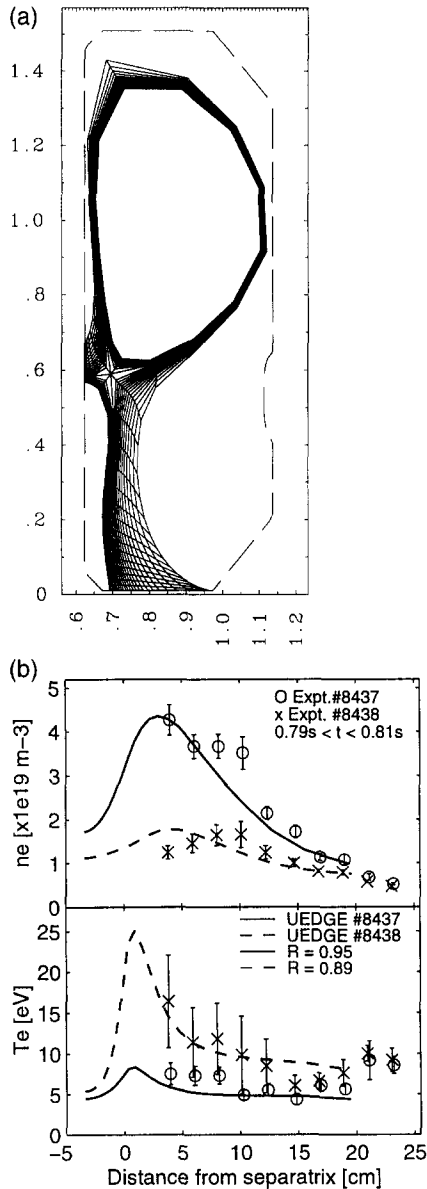 (a)
1.4
1.2
1.0
.8
.6
.4
.2
0
.6
.7
.8
.9
1.0
1.1
1.2
(b)
5
4
3
2
1
0
ne [x1e19 m-3]
O Expt.#8437
x Expt. #8438
0.79s < t < 0.81s
25
20
15
10
5
0
Te [eV]
UEDGE #8437
UEDGE #8438
R = 0.95
R = 0.89
-5
0
5
10
15
20
25
Distance from separatrix [cm]